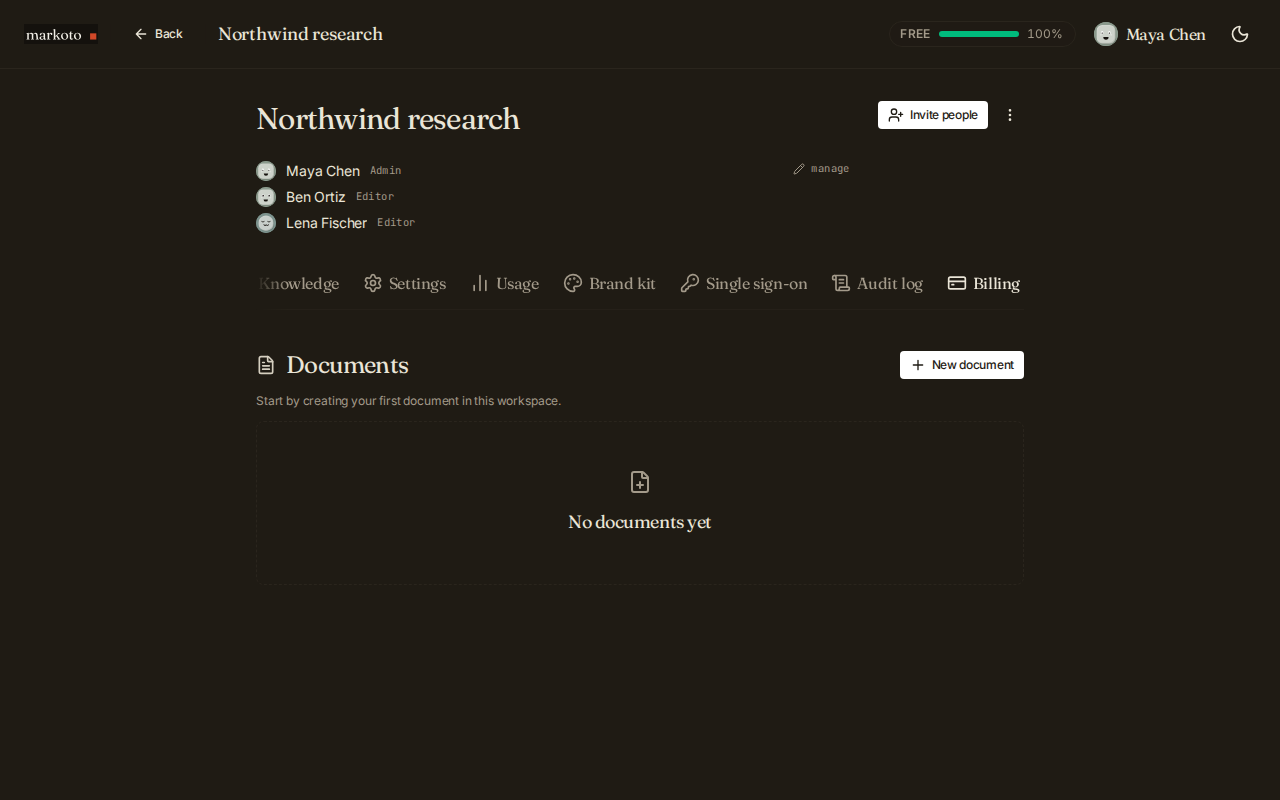 markoto
Back
Northwind research
FREE 100%
Maya Chen
Northwind research
Invite people
Maya Chen Admin
manage
Ben Ortiz Editor
Lena Fischer Editor
Knowledge Settings Usage Brand kit Single sign-on Audit log Billing
Documents
New document
Start by creating your first document in this workspace.
No documents yet